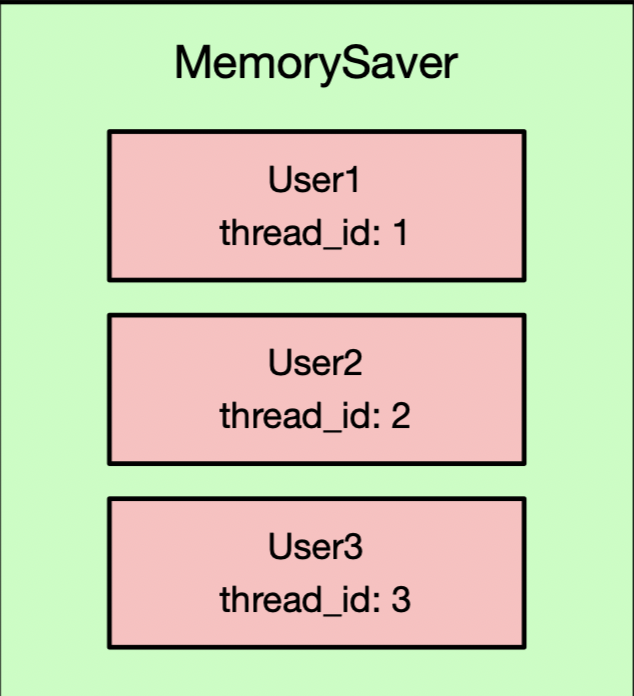 MemorySaver
User1
thread_id: 1
User2
thread_id: 2
User3
thread_id: 3